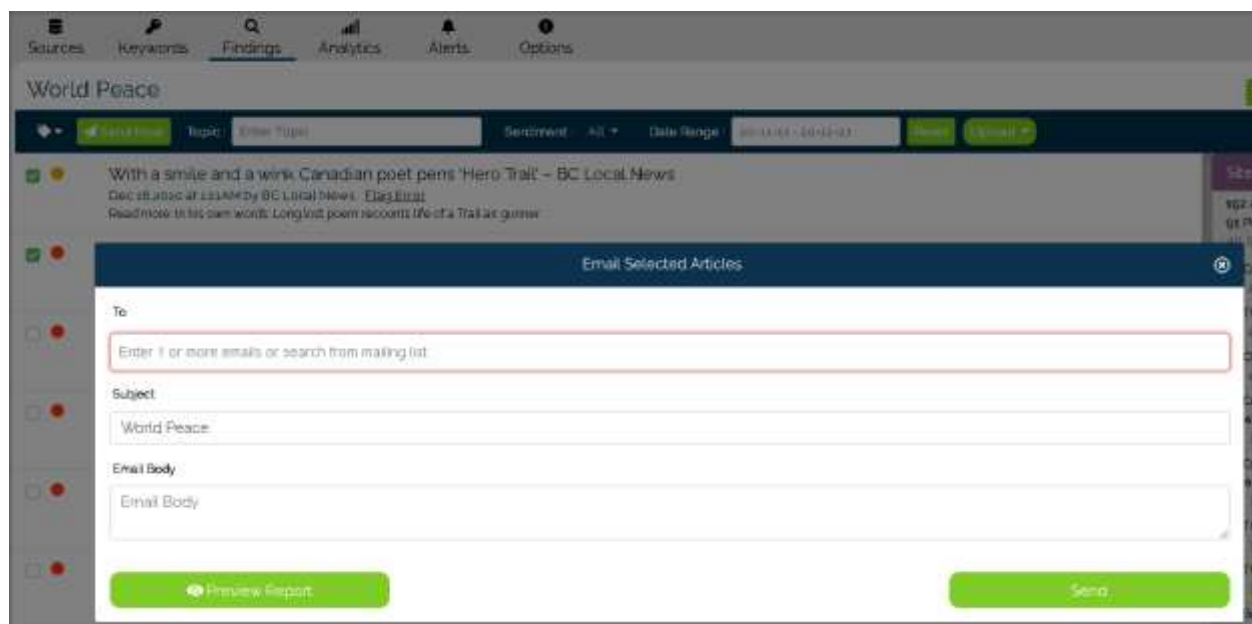 Sources Keywords Findings Analytics Alerts Options
World Peace
Send Now Topic Enter Topic Sentiment All Date Range Reset Upload
With a smile and a wink Canadian poet pens 'Hero Trail' – BC Local News
by BC Local News Flag Error
Read more: In his own words: Long lost poem recounts life of a Trail air gunner
Email Selected Articles
To
Enter 1 or more emails or search from mailing list
Subject
World Peace
Email Body
Email Body
Preview Report Send